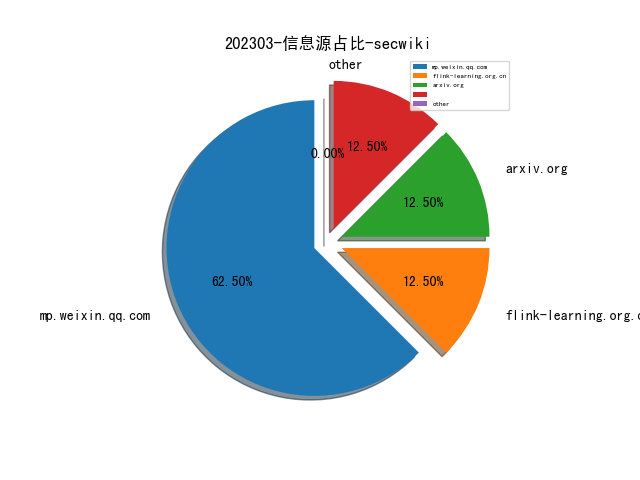 202303-信息源占比-secwiki
other
mp.weixin.qq.com
flink-learning.org.cn
arxiv.org
other
0.00%
12.50%
arxiv.org
12.50%
62.50%
12.50%
mp.weixin.qq.com
flink-learning.org.c